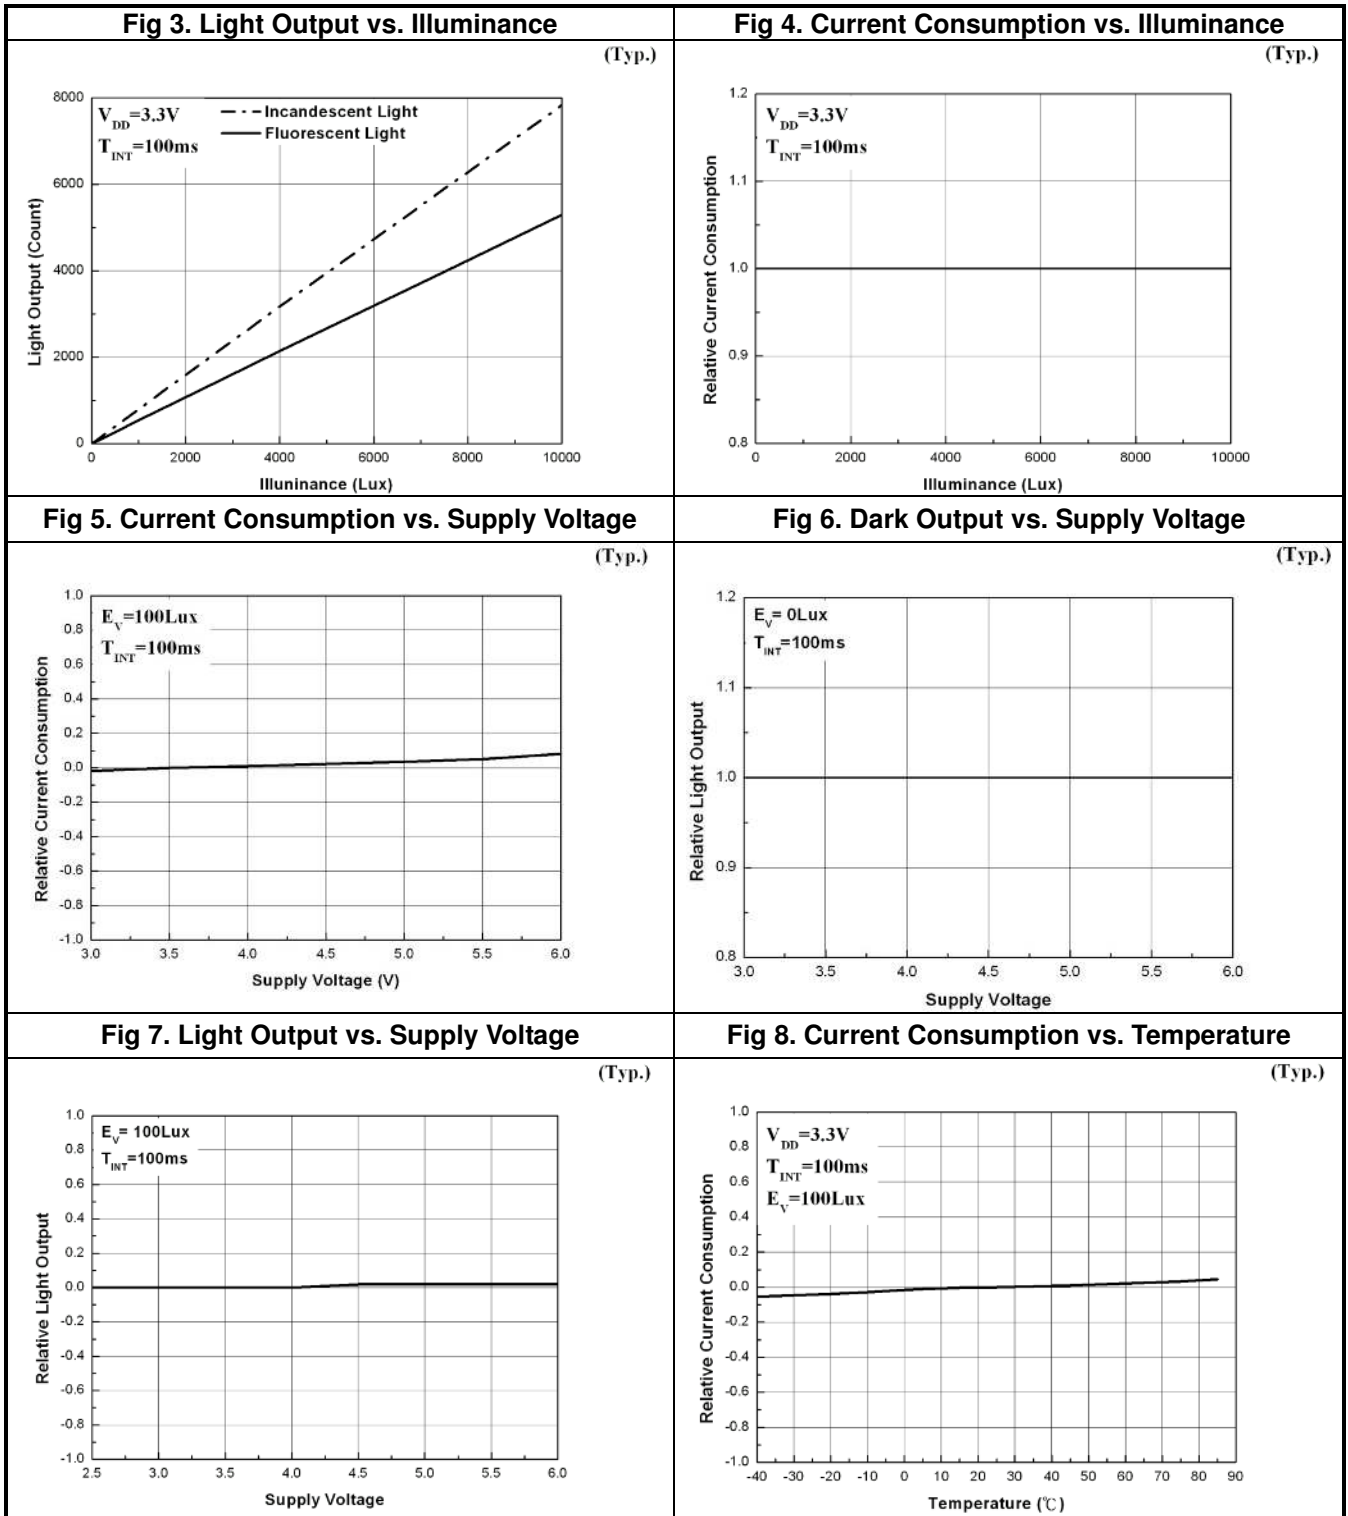 Fig 3. Light Output vs. Illuminance
(Typ.)
8000
6000
4000
2000
0
Light Output (Count)
V_DD=3.3V
T_INT=100ms
Incandescent Light
Fluorescent Light
0 2000 4000 6000 8000 10000
Illuninance (Lux)
Fig 4. Current Consumption vs. Illuminance
(Typ.)
1.2
1.1
1.0
0.9
0.8
Relative Current Consumption
V_DD=3.3V
T_INT=100ms
0 2000 4000 6000 8000 10000
Illuminance (Lux)
Fig 5. Current Consumption vs. Supply Voltage
(Typ.)
1.0
0.8
0.6
0.4
0.2
0.0
-0.2
-0.4
-0.6
-0.8
-1.0
Relative Current Consumption
E_V=100Lux
T_INT=100ms
3.0 3.5 4.0 4.5 5.0 5.5 6.0
Supply Voltage (V)
Fig 6. Dark Output vs. Supply Voltage
(Typ.)
1.2
1.1
1.0
0.9
0.8
Relative Light Output
E_V= 0Lux
T_INT=100ms
3.0 3.5 4.0 4.5 5.0 5.5 6.0
Supply Voltage
Fig 7. Light Output vs. Supply Voltage
(Typ.)
1.0
0.8
0.6
0.4
0.2
0.0
-0.2
-0.4
-0.6
-0.8
-1.0
Relative Light Output
E_V= 100Lux
T_INT=100ms
2.5 3.0 3.5 4.0 4.5 5.0 5.5 6.0
Supply Voltage
Fig 8. Current Consumption vs. Temperature
(Typ.)
1.0
0.8
0.6
0.4
0.2
0.0
-0.2
-0.4
-0.6
-0.8
-1.0
Relative Current Consumption
V_DD=3.3V
T_INT=100ms
E_V=100Lux
-40 -30 -20 -10 0 10 20 30 40 50 60 70 80 90
Temperature (℃)